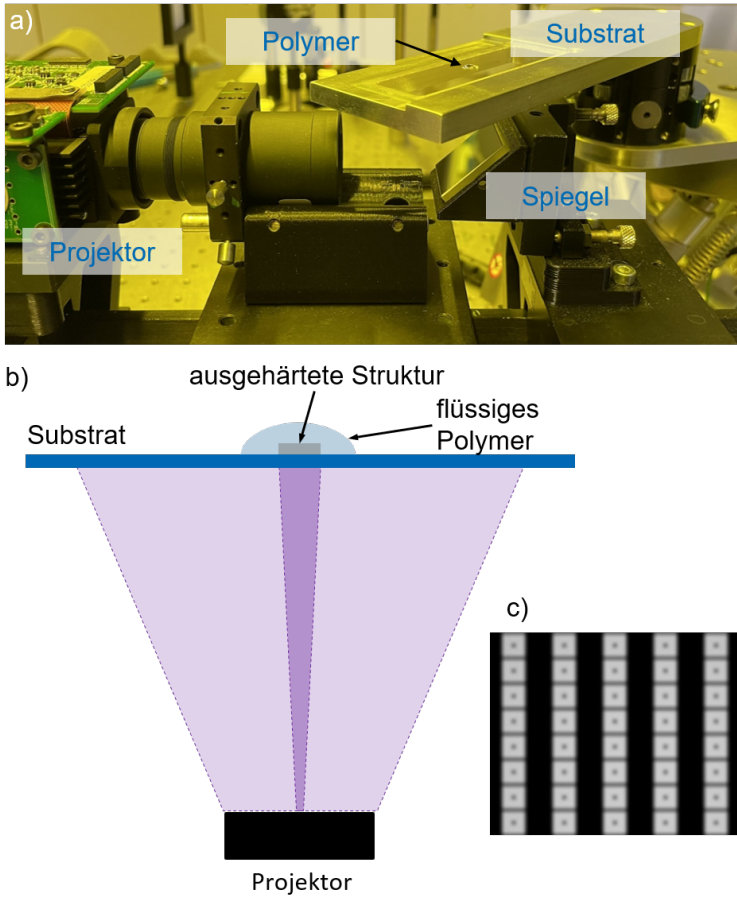 a)
Polymer
Substrat
Spiegel
Projektor
b)
ausgehärtete Struktur
flüssiges
Polymer
Substrat
c)
Projektor